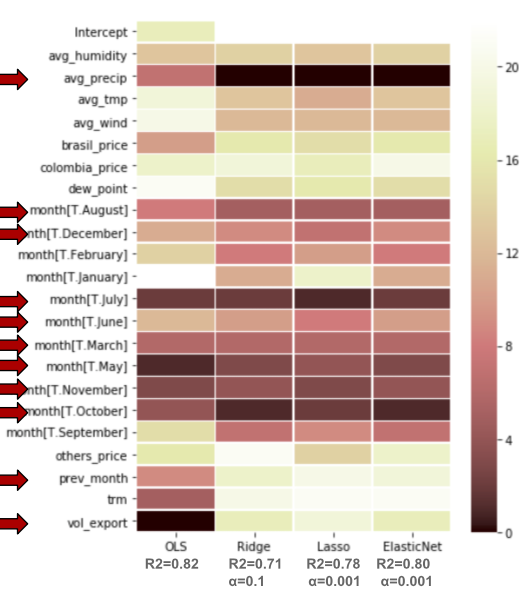 Intercept
avg_humidity
avg_precip
avg_tmp
avg_wind
brasil_price
colombia_price
dew_point
month[T.August]
nth[T.December]
month[T.February]
month[T.January]
month[T.July]
month[T.June]
month[T.March]
month[T.May]
nth[T.November]
month[T.October]
month[T.September]
others_price
prev_month
trm
vol_export
OLS Ridge Lasso ElasticNet
R2=0.82 R2=0.71 R2=0.78 R2=0.80
α=0.1 α=0.001 α=0.001
20
16
12
8
4
0